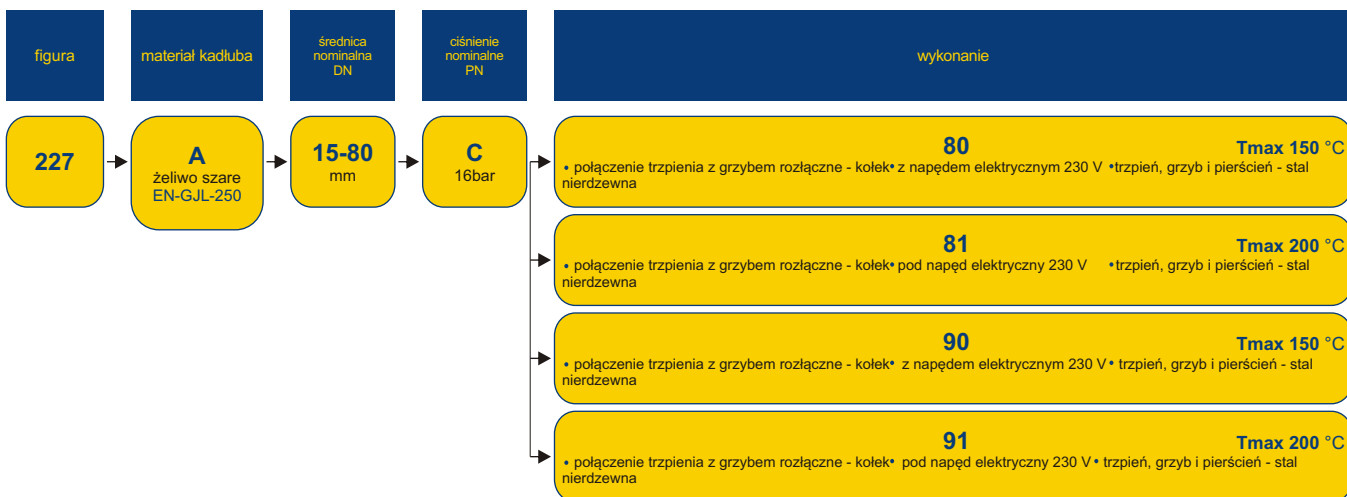 figura
materiał kadłuba
średnica
nominalna
DN
ciśnienie
nominalne
PN
wykonanie
227
A
żeliwo szare
EN-GJL-250
15-80
mm
C
16bar
80 Tmax 150 °C
• połączenie trzpienia z grzybem rozłączne - kołek• z napędem elektrycznym 230 V •trzpień, grzyb i pierścień - stal
nierdzewna
81 Tmax 200 °C
• połączenie trzpienia z grzybem rozłączne - kołek• pod napęd elektryczny 230 V •trzpień, grzyb i pierścień - stal
nierdzewna
90 Tmax 150 °C
• połączenie trzpienia z grzybem rozłączne - kołek• z napędem elektrycznym 230 V• trzpień, grzyb i pierścień - stal
nierdzewna
91 Tmax 200 °C
• połączenie trzpienia z grzybem rozłączne - kołek• pod napęd elektryczny 230 V• trzpień, grzyb i pierścień - stal
nierdzewna